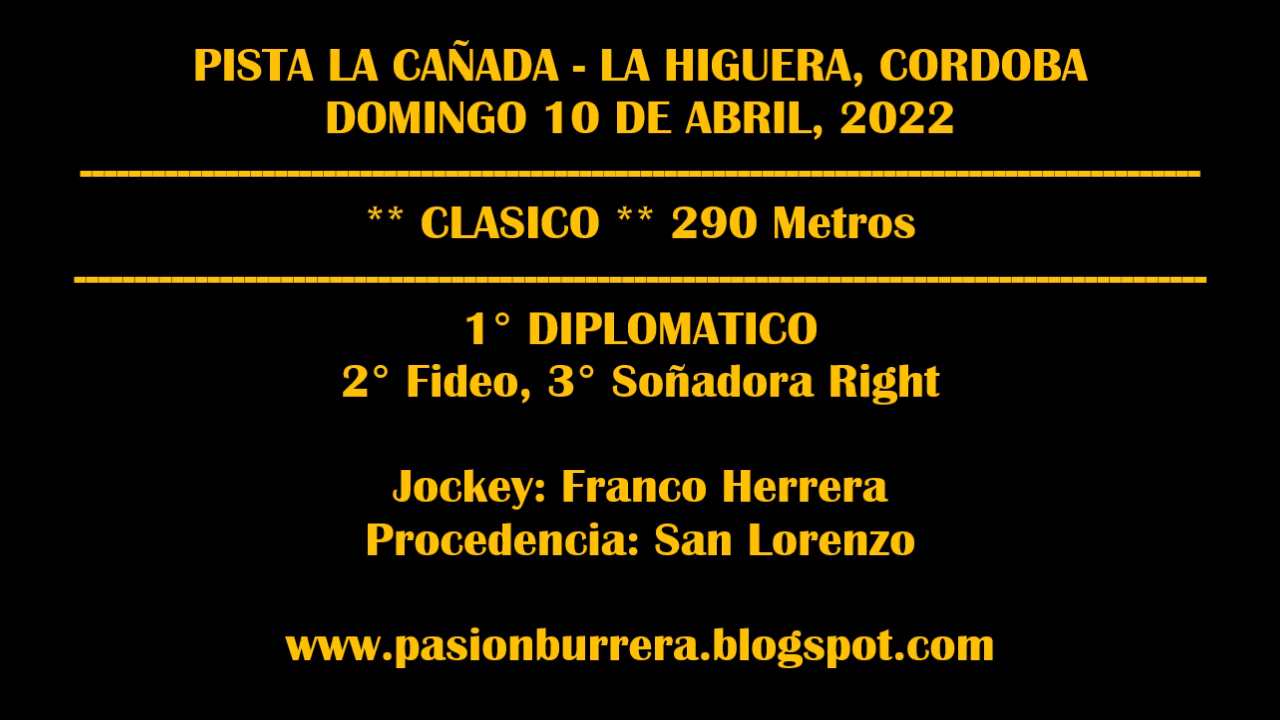 PISTA LA CAÑADA - LA HIGUERA, CORDOBA
DOMINGO 10 DE ABRIL, 2022
--------------------------------------------------------------------------------------------
** CLASICO ** 290 Metros
---------------------------------------------------------------------------------------------
1° DIPLOMATICO
2° Fideo, 3° Soñadora Right
Jockey: Franco Herrera
Procedencia: San Lorenzo
www.pasionburrera.blogspot.com